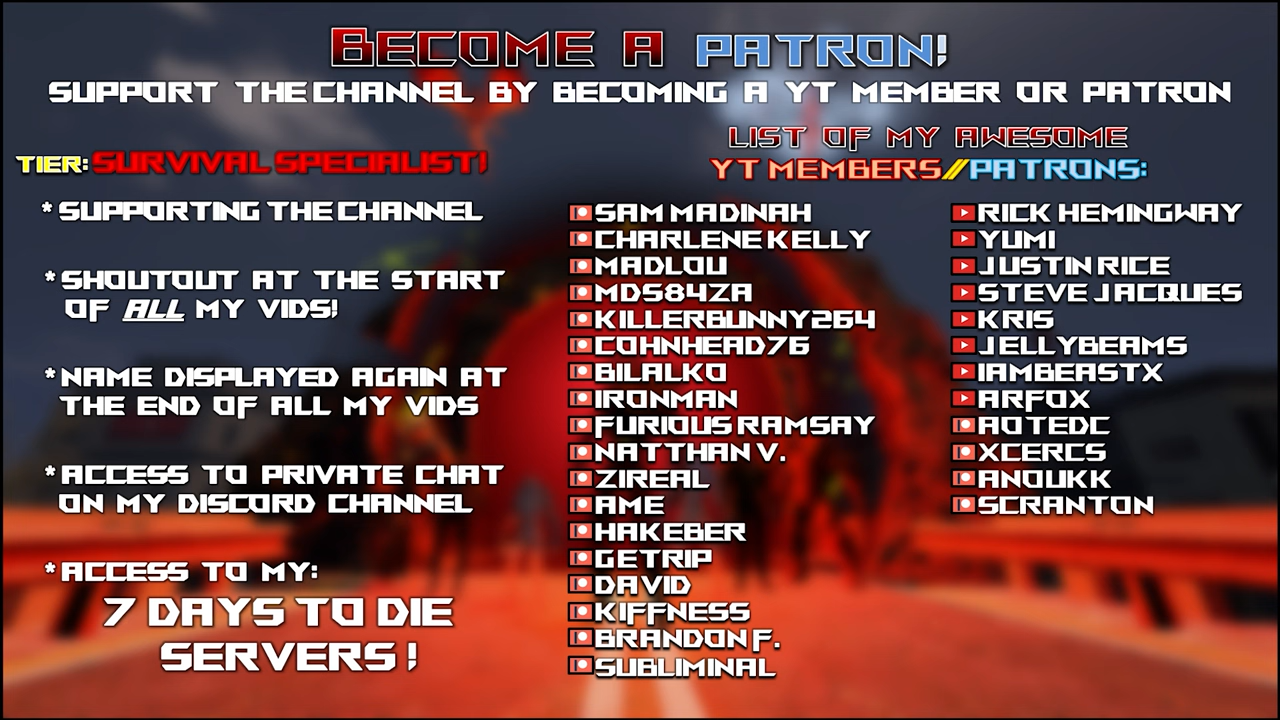 BECOME A PATRON!
SUPPORT THE CHANNEL BY BECOMING A YT MEMBER OR PATRON
TIER: SURVIVAL SPECIALIST!
* SUPPORTING THE CHANNEL
* SHOUTOUT AT THE START
OF ALL MY VIDS!
* NAME DISPLAYED AGAIN AT
THE END OF ALL MY VIDS
* ACCESS TO PRIVATE CHAT
ON MY DISCORD CHANNEL
* ACCESS TO MY:
7 DAYS TO DIE
SERVERS !
LIST OF MY AWESOME
YT MEMBERS//PATRONS:
SAM MADINAH
CHARLENE KELLY
MADLOU
MDS84ZA
KILLERBUNNY264
COHNHEAD76
BILALKO
IRONMAN
FURIOUS RAMSAY
NATTHAN V.
ZIREAL
AME
HAKEBER
GETRIP
DAVID
KIFFNESS
BRANDON F.
SUBLIMINAL
RICK HEMINGWAY
YUMI
JUSTIN RICE
STEVE JACQUES
KRIS
JELLYBEAMS
IAMBEASTX
ARFOX
AOTEDC
XCERCS
ANOUKK
SCRANTON